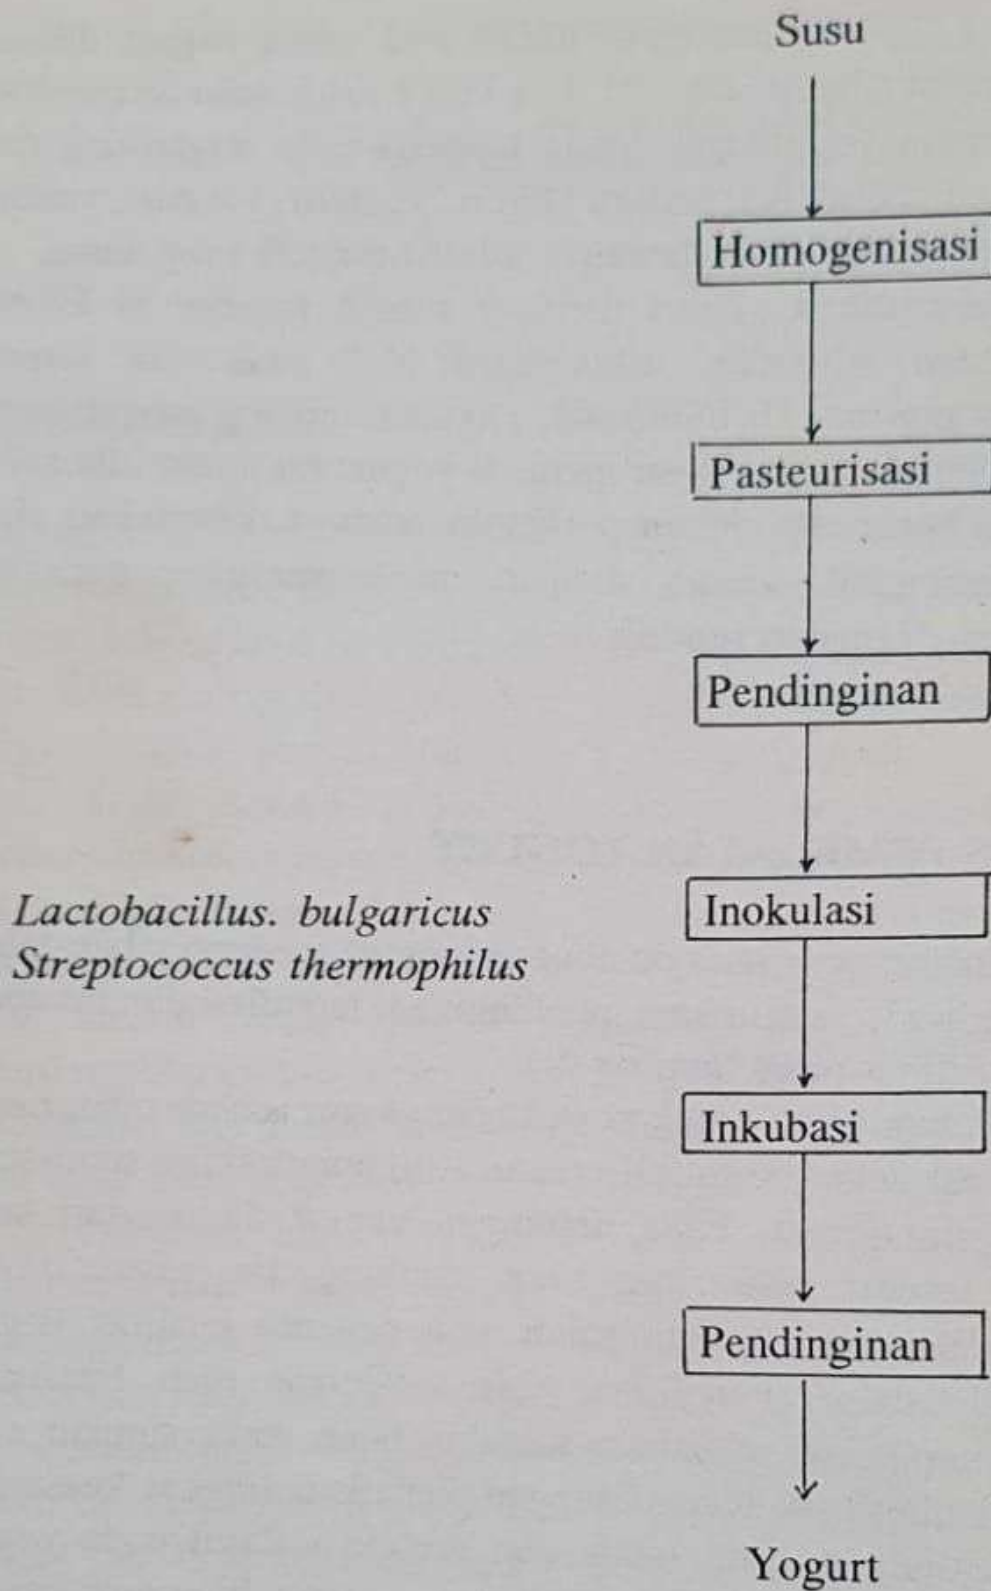 Susu
Homogenisasi
Pasteurisasi
Pendinginan
Lactobacillus. bulgaricus
Streptococcus thermophilus
Inokulasi
Inkubasi
Pendinginan
Yogurt